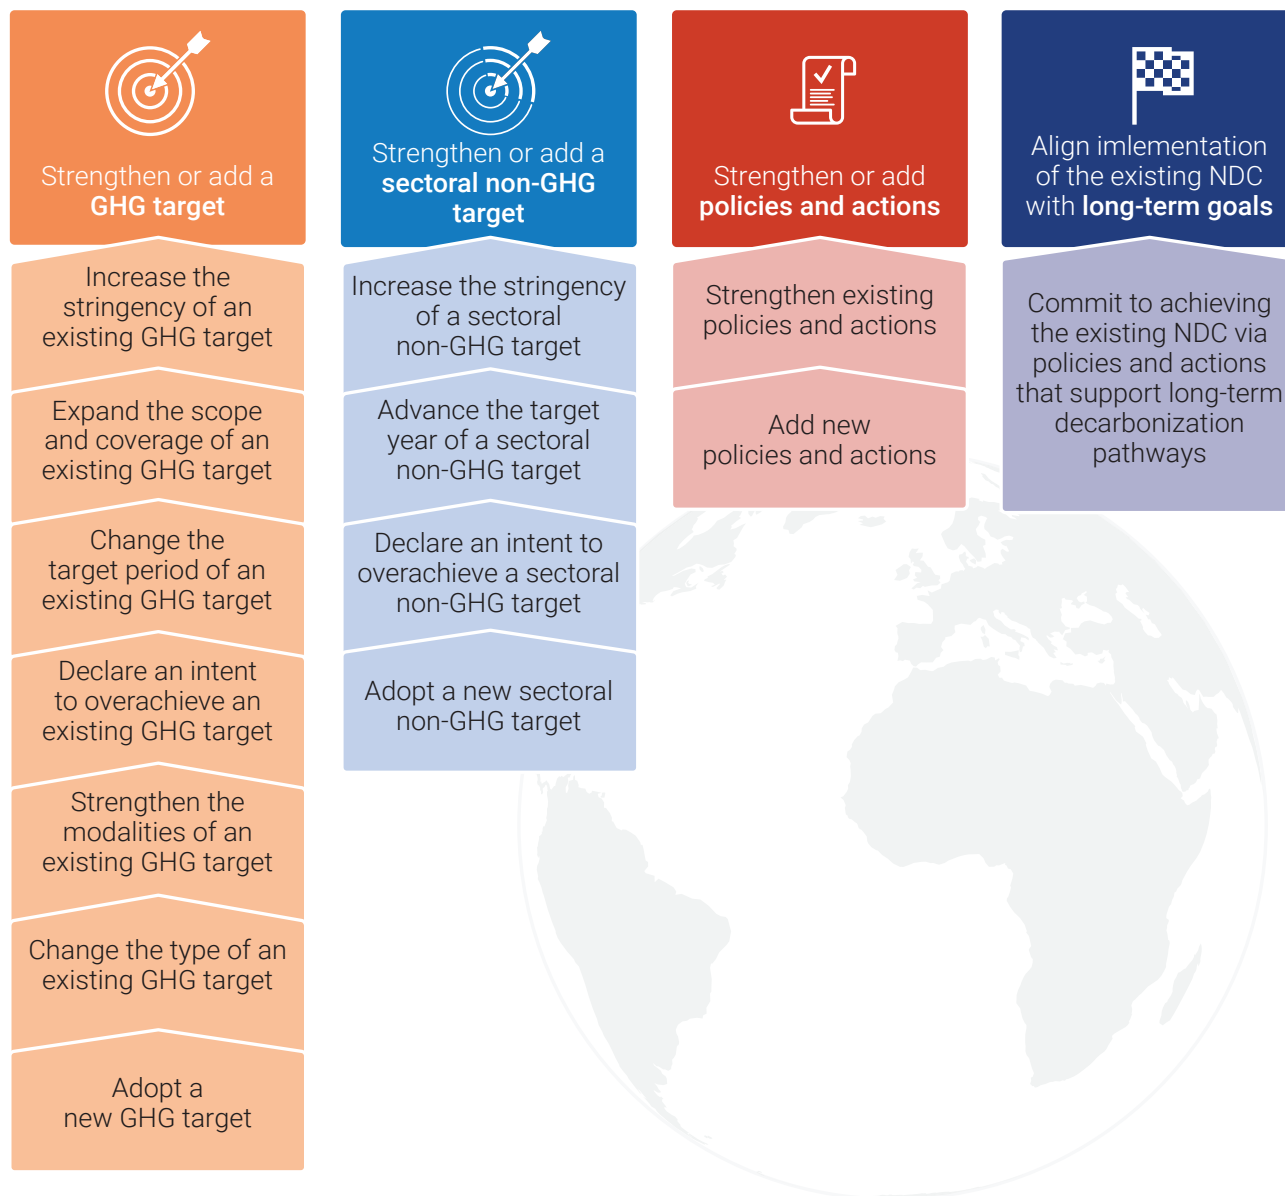 Strengthen or add a
GHG target
Increase the
stringency of an
existing GHG target
Expand the scope
and coverage of an
existing GHG target
Change the
target period of an
existing GHG target
Declare an intent
to overachieve an
existing GHG target
Strengthen the
modalities of an
existing GHG target
Change the type of an
existing GHG target
Adopt a
new GHG target
Strengthen or add a
sectoral non-GHG
target
Increase the stringency
of a sectoral
non-GHG target
Advance the target
year of a sectoral
non-GHG target
Declare an intent to
overachieve a sectoral
non-GHG target
Adopt a new sectoral
non-GHG target
Strengthen or add
policies and actions
Strengthen existing
policies and actions
Add new
policies and actions
Align imlementation
of the existing NDC
with long-term goals
Commit to achieving
the existing NDC via
policies and actions
that support long-term
decarbonization
pathways